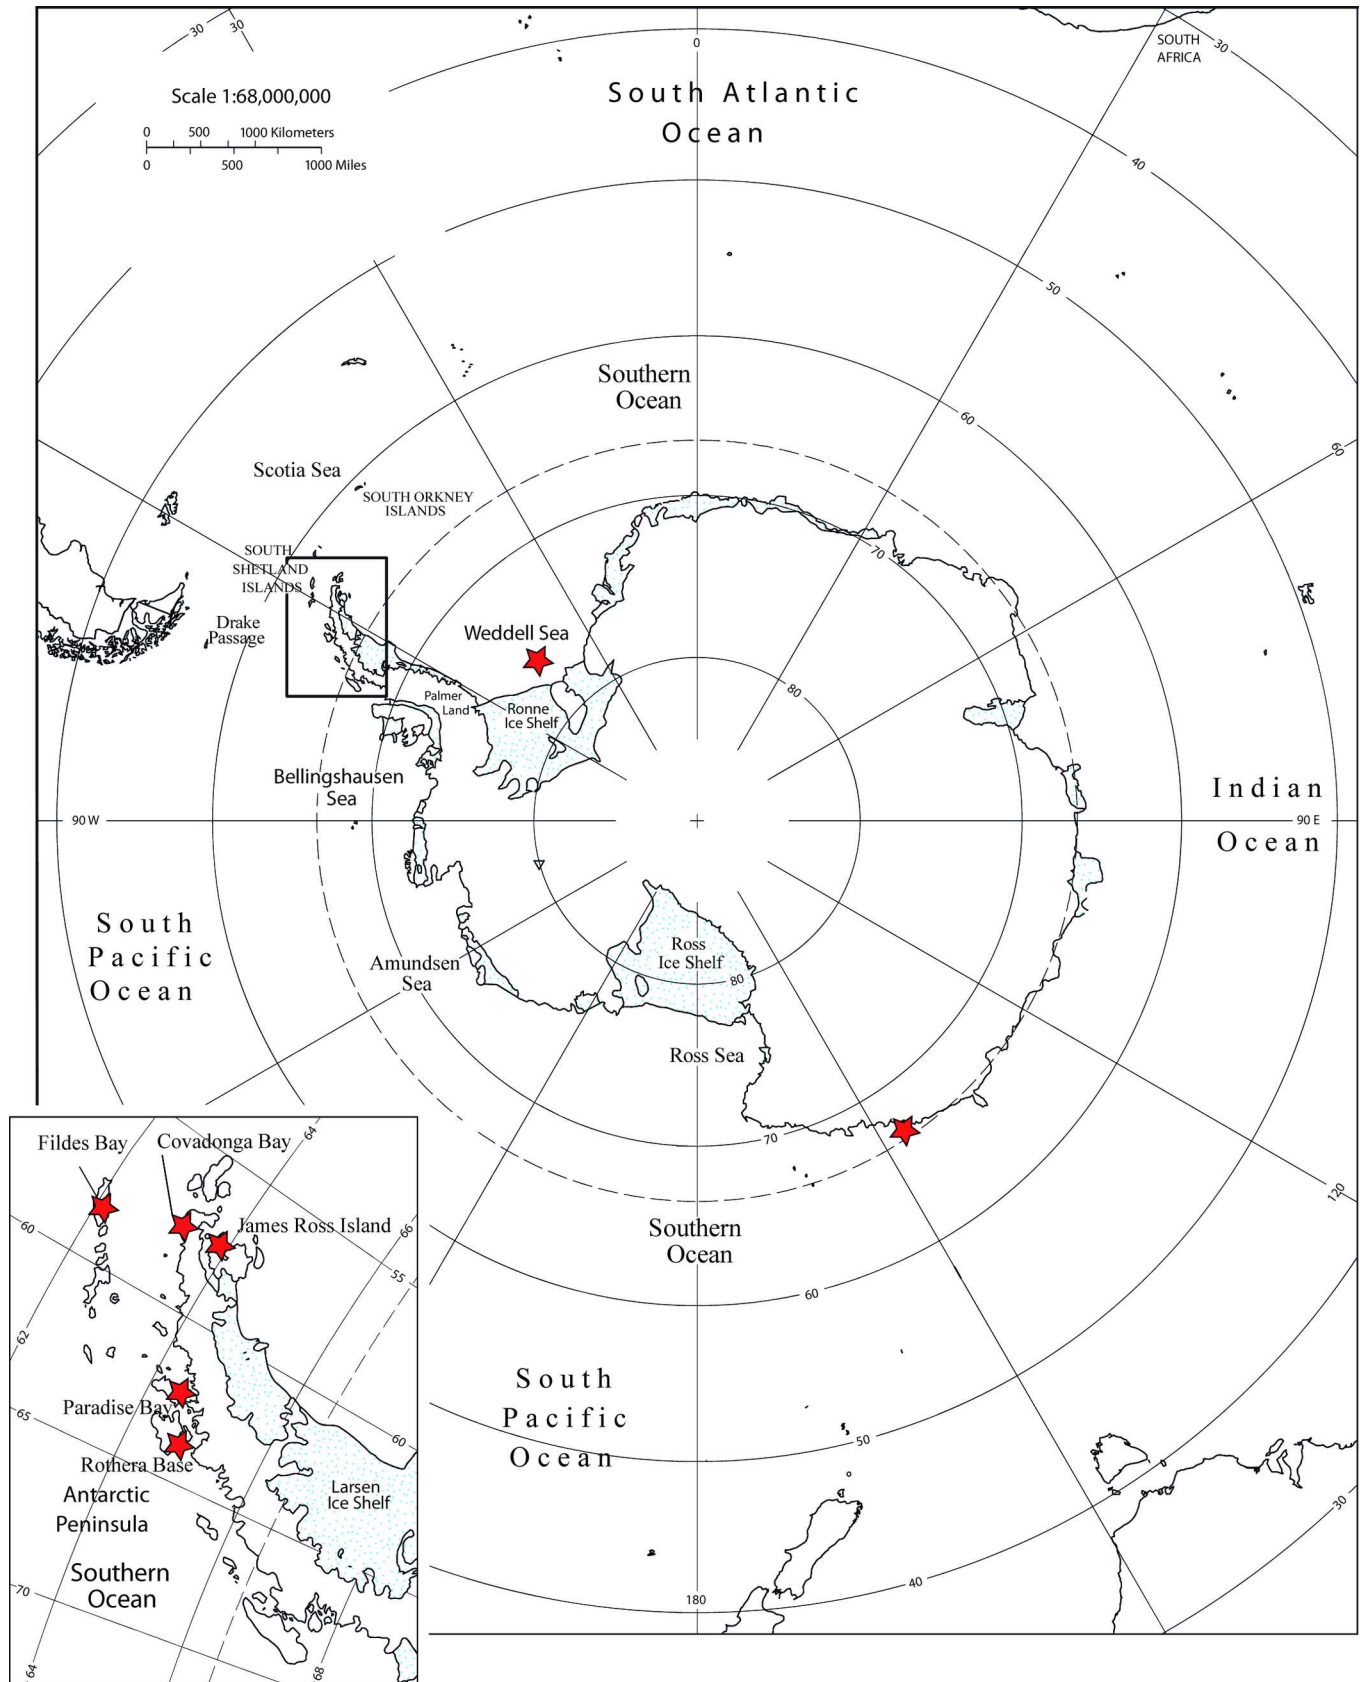 30
30
0
SOUTH
AFRICA
30
Scale 1:68,000,000
0 500 1000 Kilometers
0 500 1000 Miles
South Atlantic
Ocean
40
50
60
60
Southern
Ocean
Scotia Sea
SOUTH ORKNEY
ISLANDS
SOUTH
SHETLAND
ISLANDS
70
Drake
Passage
Weddell Sea
80
Palmer
Land
Ronne
Ice Shelf
Bellingshausen
Sea
Indian
90 W
90 E
Ocean
South
Pacific
Ocean
Amundsen
Sea
Ross
Ice Shelf
80
Ross Sea
70
120
Southern
Ocean
60
South
Pacific
Ocean
50
40
30
180
Fildes Bay
Covadonga Bay
64
James Ross Island
66
55
60
62
65
Paradise Bay
60
Rothera Base
Antarctic
Peninsula
Larsen
Ice Shelf
Southern
Ocean
70
64
68